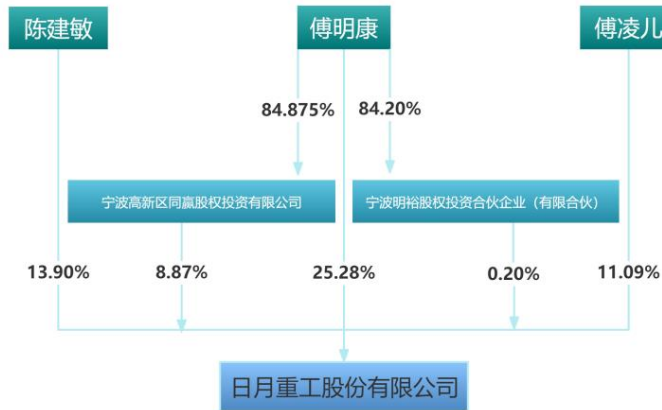 陈建敏
傅明康
傅凌儿
84.875%
84.20%
宁波高新区同赢股权投资有限公司
宁波明裕股权投资合伙企业（有限合伙）
13.90%
8.87%
25.28%
0.20%
11.09%
日月重工股份有限公司